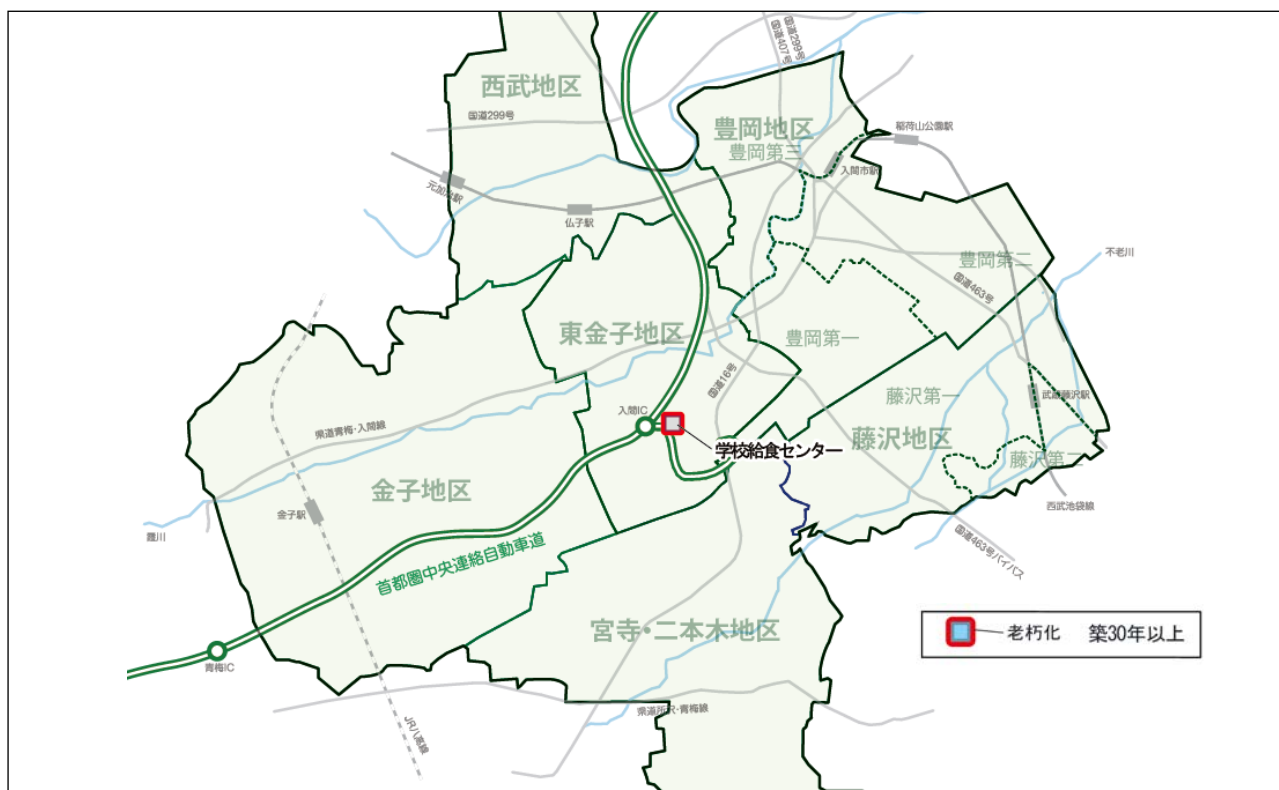 国道299号
国道407号
西武地区
国道299号
豊岡地区
豊岡第三
稲荷山公園駅
入間市駅
元加治駅
仏子駅
不老川
豊岡第二
国道463号
東金子地区
豊岡第一
国道16号
入間IC
学校給食センター
県道青梅・入間線
藤沢第一
武蔵藤沢駅
藤沢地区
藤沢第二
西武池袋線
金子地区
金子駅
霞川
国道463号バイパス
首都圏中央連絡自動車道
宮寺・二本木地区
老朽化 築30年以上
青梅IC
県道所沢・青梅線
JR八高線